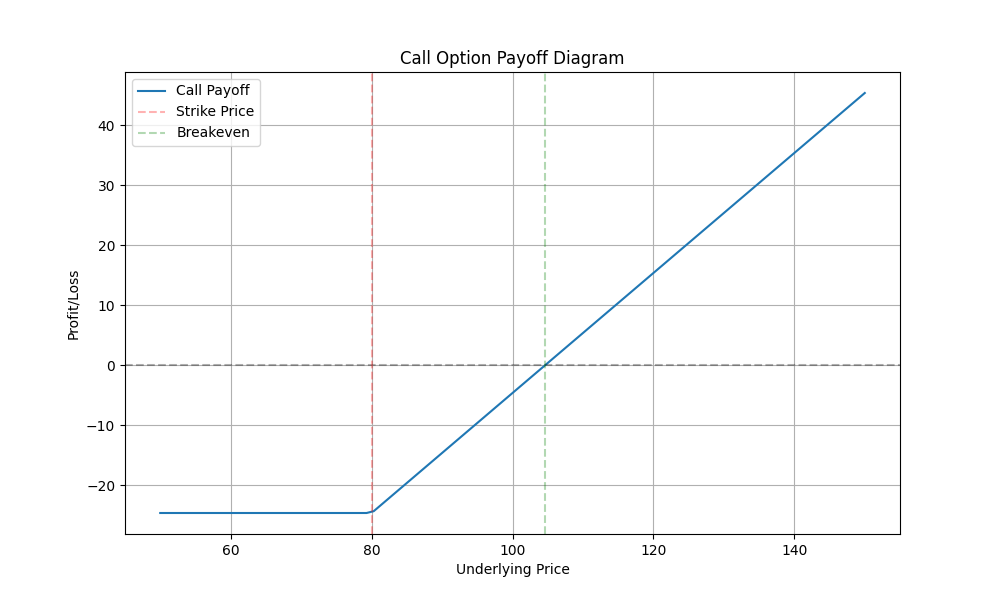 Call Option Payoff Diagram
Call Payoff
Strike Price
Breakeven
40
30
20
10
0
−10
−20
Profit/Loss
60 80 100 120 140
Underlying Price